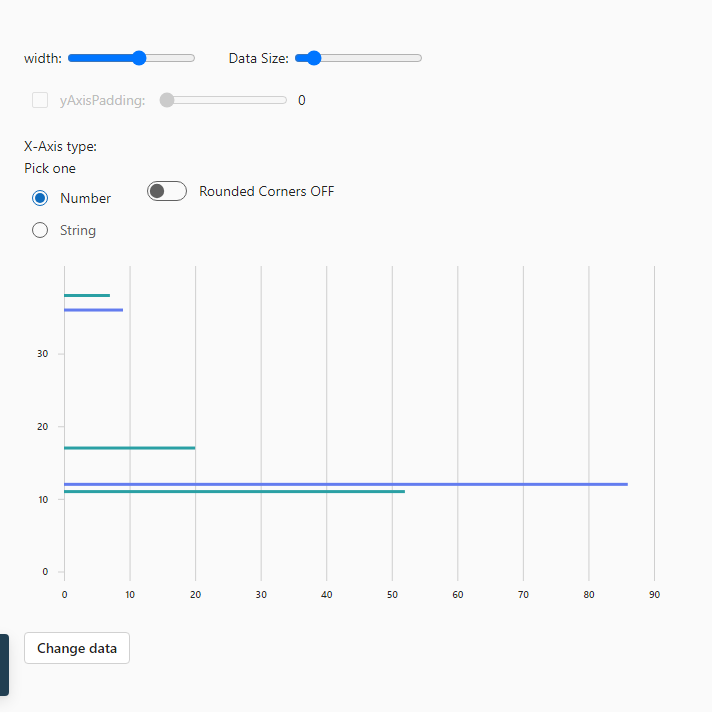 width: Data Size:
yAxisPadding: 0
X-Axis type:
Pick one
Number Rounded Corners OFF
String
30
20
10
0
0 10 20 30 40 50 60 70 80 90
Change data